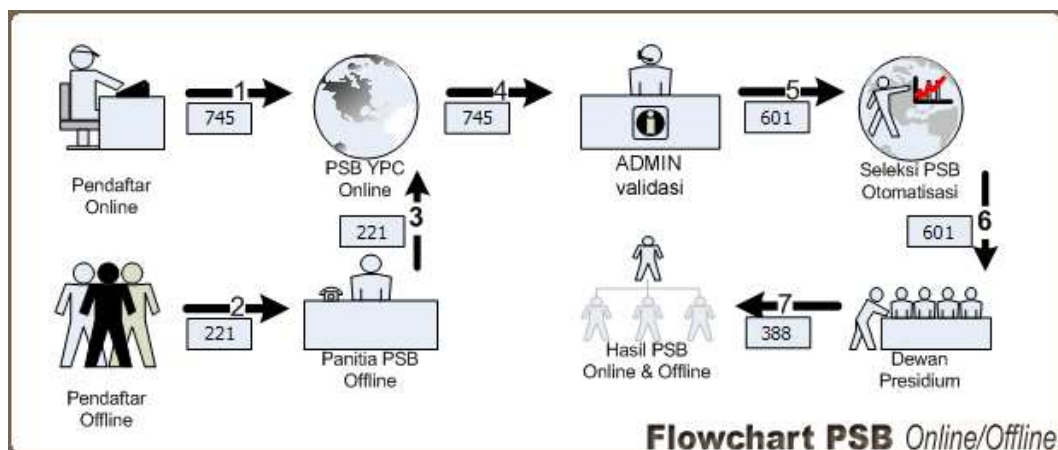 1
745
Pendaftar
Online
PSB YPC
Online
4
745
ADMIN
validasi
5
601
Seleksi PSB
Otomatisasi
3
221
6
601
2
221
Pendaftar
Offline
Panitia PSB
Offline
7
388
Hasil PSB
Online & Offline
Dewan
Presidium
Flowchart PSB Online/Offline